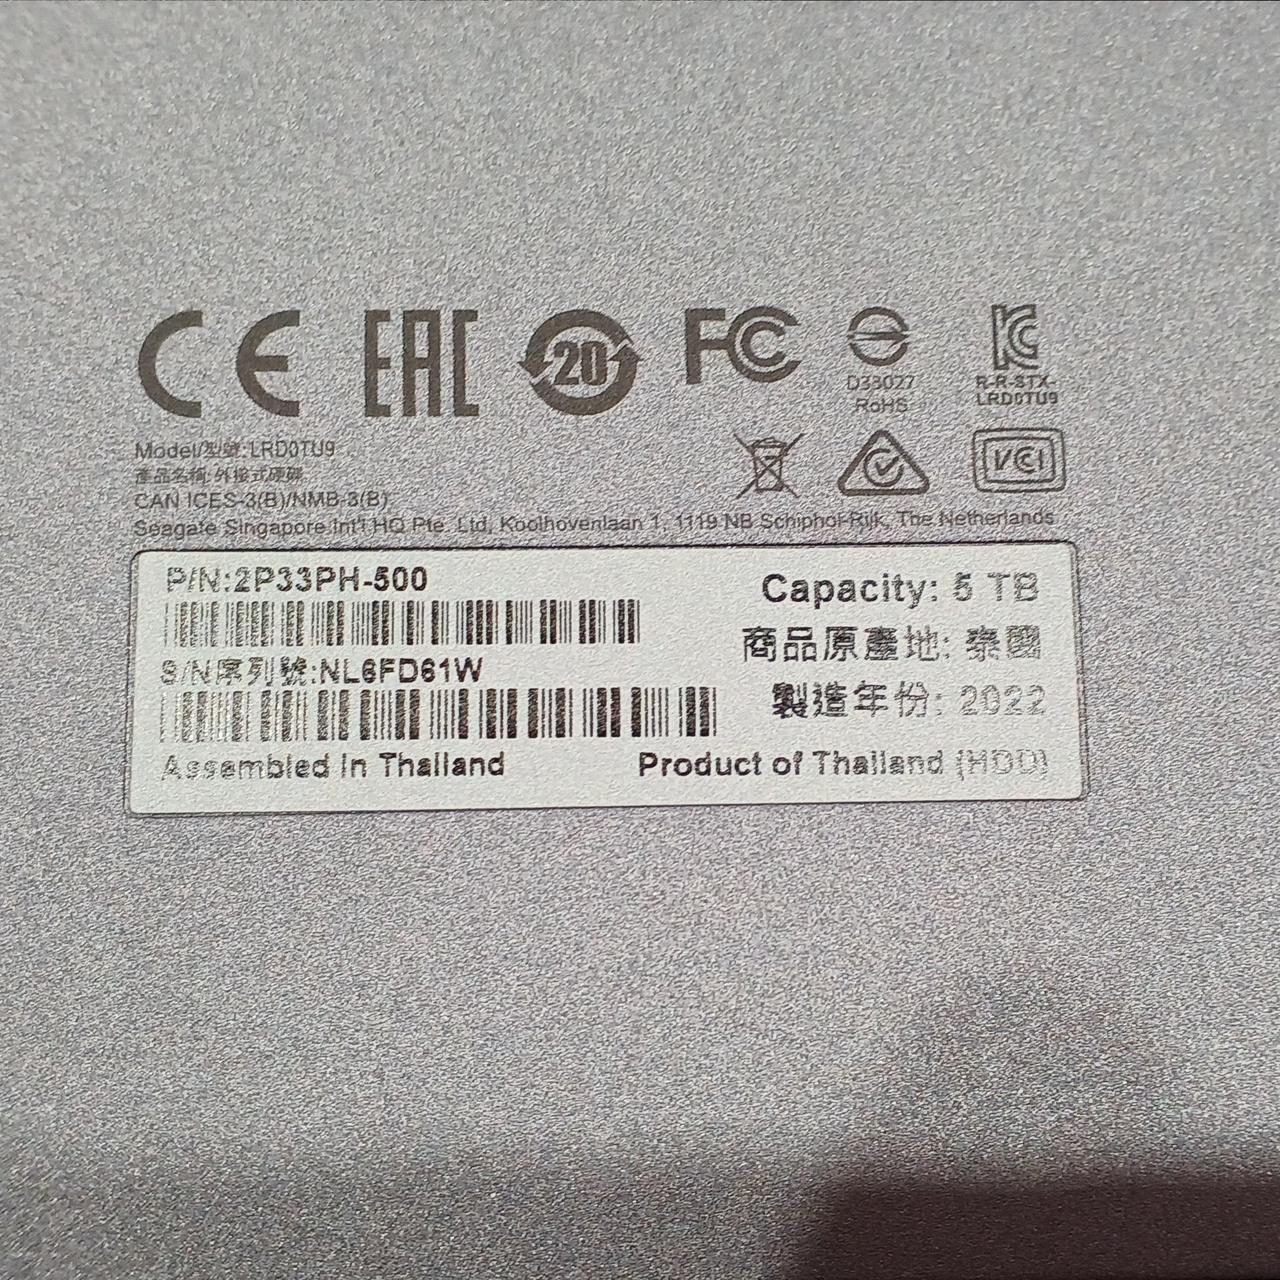 CE EAC 20 FC
D33027
RoHS
R-R-STX-
LRD0TU9
Model/型號:LRD0TU9
產品名稱:外接式硬碟
CAN ICES-3(B)/NMB-3(B)
VCI
Seagate Singapore Int'l HQ Pte. Ltd, Koolhovenlaan 1, 1119 NB Schiphol-Rijk, The Netherlands
P/N:2P33PH-500
Capacity: 5 TB
商品原產地: 泰國
S/N序列號:NL6FD61W
製造年份: 2022
Assembled in Thailand
Product of Thailand (HDD)